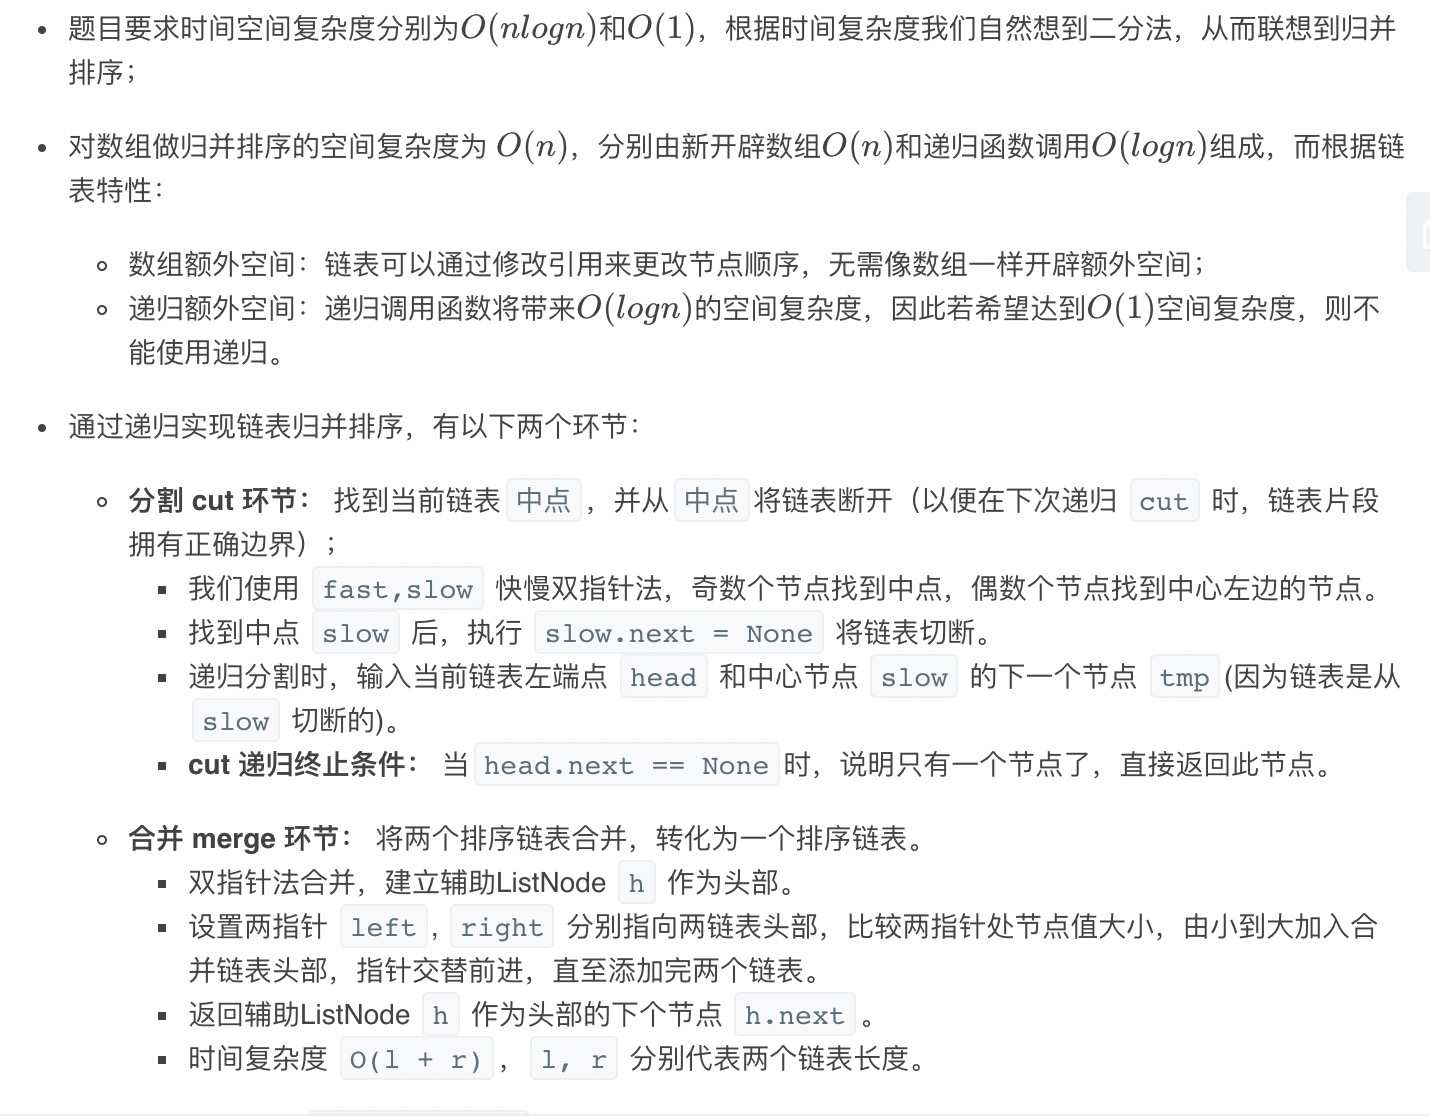 题目要求时间空间复杂度分别为O(nlogn)和O(1)，根据时间复杂度我们自然想到二分法，从而联想到归并
排序；
对数组做归并排序的空间复杂度为 O(n)，分别由新开辟数组O(n)和递归函数调用O(logn)组成，而根据链
表特性：
数组额外空间：链表可以通过修改引用来更改节点顺序，无需像数组一样开辟额外空间；
递归额外空间：递归调用函数将带来O(logn)的空间复杂度，因此若希望达到O(1)空间复杂度，则不
能使用递归。
通过递归实现链表归并排序，有以下两个环节：
分割 cut 环节： 找到当前链表 中点 ，并从 中点 将链表断开（以便在下次递归 cut 时，链表片段
拥有正确边界）；
我们使用 fast,slow 快慢双指针法，奇数个节点找到中点，偶数个节点找到中心左边的节点。
找到中点 slow 后，执行 slow.next = None 将链表切断。
递归分割时，输入当前链表左端点 head 和中心节点 slow 的下一个节点 tmp (因为链表是从
slow 切断的)。
cut 递归终止条件： 当 head.next == None 时，说明只有一个节点了，直接返回此节点。
合并 merge 环节： 将两个排序链表合并，转化为一个排序链表。
双指针法合并，建立辅助ListNode h 作为头部。
设置两指针 left ，right 分别指向两链表头部，比较两指针处节点值大小，由小到大加入合
并链表头部，指针交替前进，直至添加完两个链表。
返回辅助ListNode h 作为头部的下个节点 h.next 。
时间复杂度 O(l + r) ，l, r 分别代表两个链表长度。